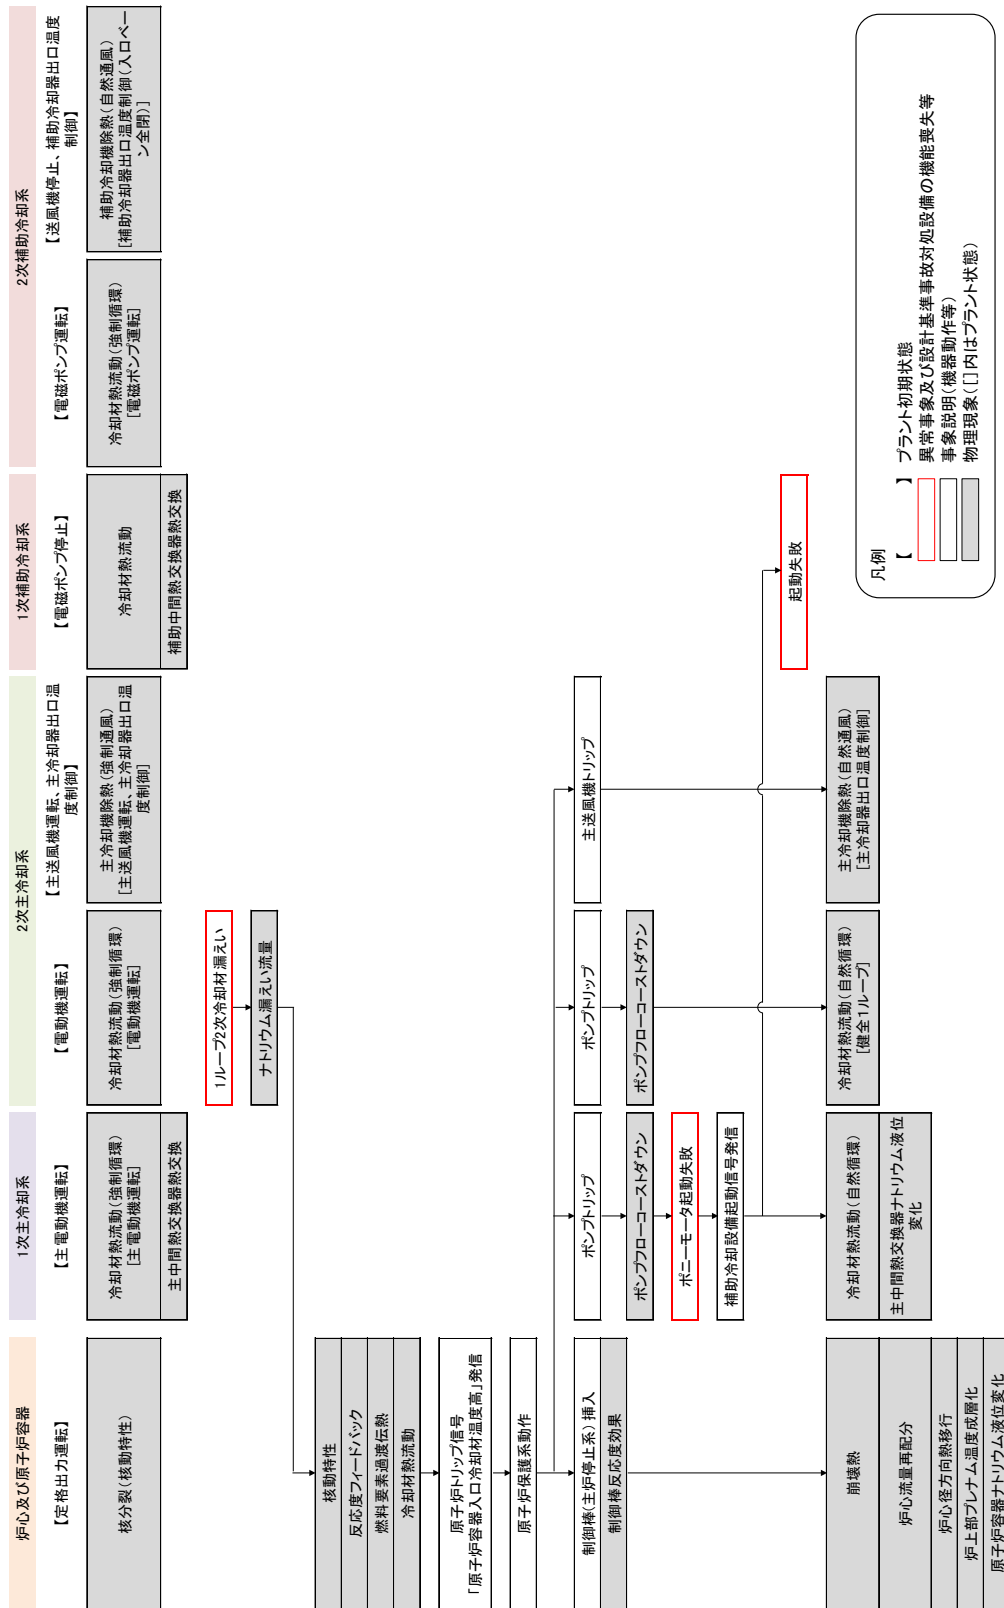 炉心及び原子炉容器
【定格出力運転】
核分裂(核動特性)
核動特性
反応度フィードバック
燃料要素過渡伝熱
冷却材熱流動
原子炉トリップ信号
「原子炉容器入口冷却材温度高」発信
原子炉保護系動作
制御棒(主炉停止系)挿入
制御棒反応度効果
崩壊熱
炉心流量再配分
炉心径方向熱移行
炉上部プレナム温度成層化
原子炉容器ナトリウム液位変化
1次主冷却系
【主電動機運転】
冷却材熱流動(強制循環)
[主電動機運転]
主中間熱交換器熱交換
ポンプトリップ
ポンプフローコーストダウン
ポニーモータ起動失敗
補助冷却設備起動信号発信
冷却材熱流動(自然循環)
主中間熱交換器ナトリウム液位
変化
2次主冷却系
【電動機運転】
冷却材熱流動(強制循環)
[電動機運転]
1ループ2次冷却材漏えい
ナトリウム漏えい流量
ポンプトリップ
ポンプフローコーストダウン
冷却材熱流動(自然循環)
[健全1ループ]
【主送風機運転、主冷却器出口温
度制御】
主冷却機除熱(強制通風)
[主送風機運転、主冷却器出口温
度制御]
主送風機トリップ
主冷却機除熱(自然通風)
[主冷却器出口温度制御]
1次補助冷却系
【電磁ポンプ停止】
冷却材熱流動
補助中間熱交換器熱交換
起動失敗
2次補助冷却系
【電磁ポンプ運転】
冷却材熱流動(強制循環)
[電磁ポンプ運転]
【送風機停止、補助冷却器出口温度
制御】
補助冷却機除熱(自然通風)
[補助冷却器出口温度制御(入口ベー
ン全閉)]
凡例
【 】 プラント初期状態
異常事象及び設計基準事故対処設備の機能喪失等
事象説明(機器動作等)
物理現象([]内はプラント状態)